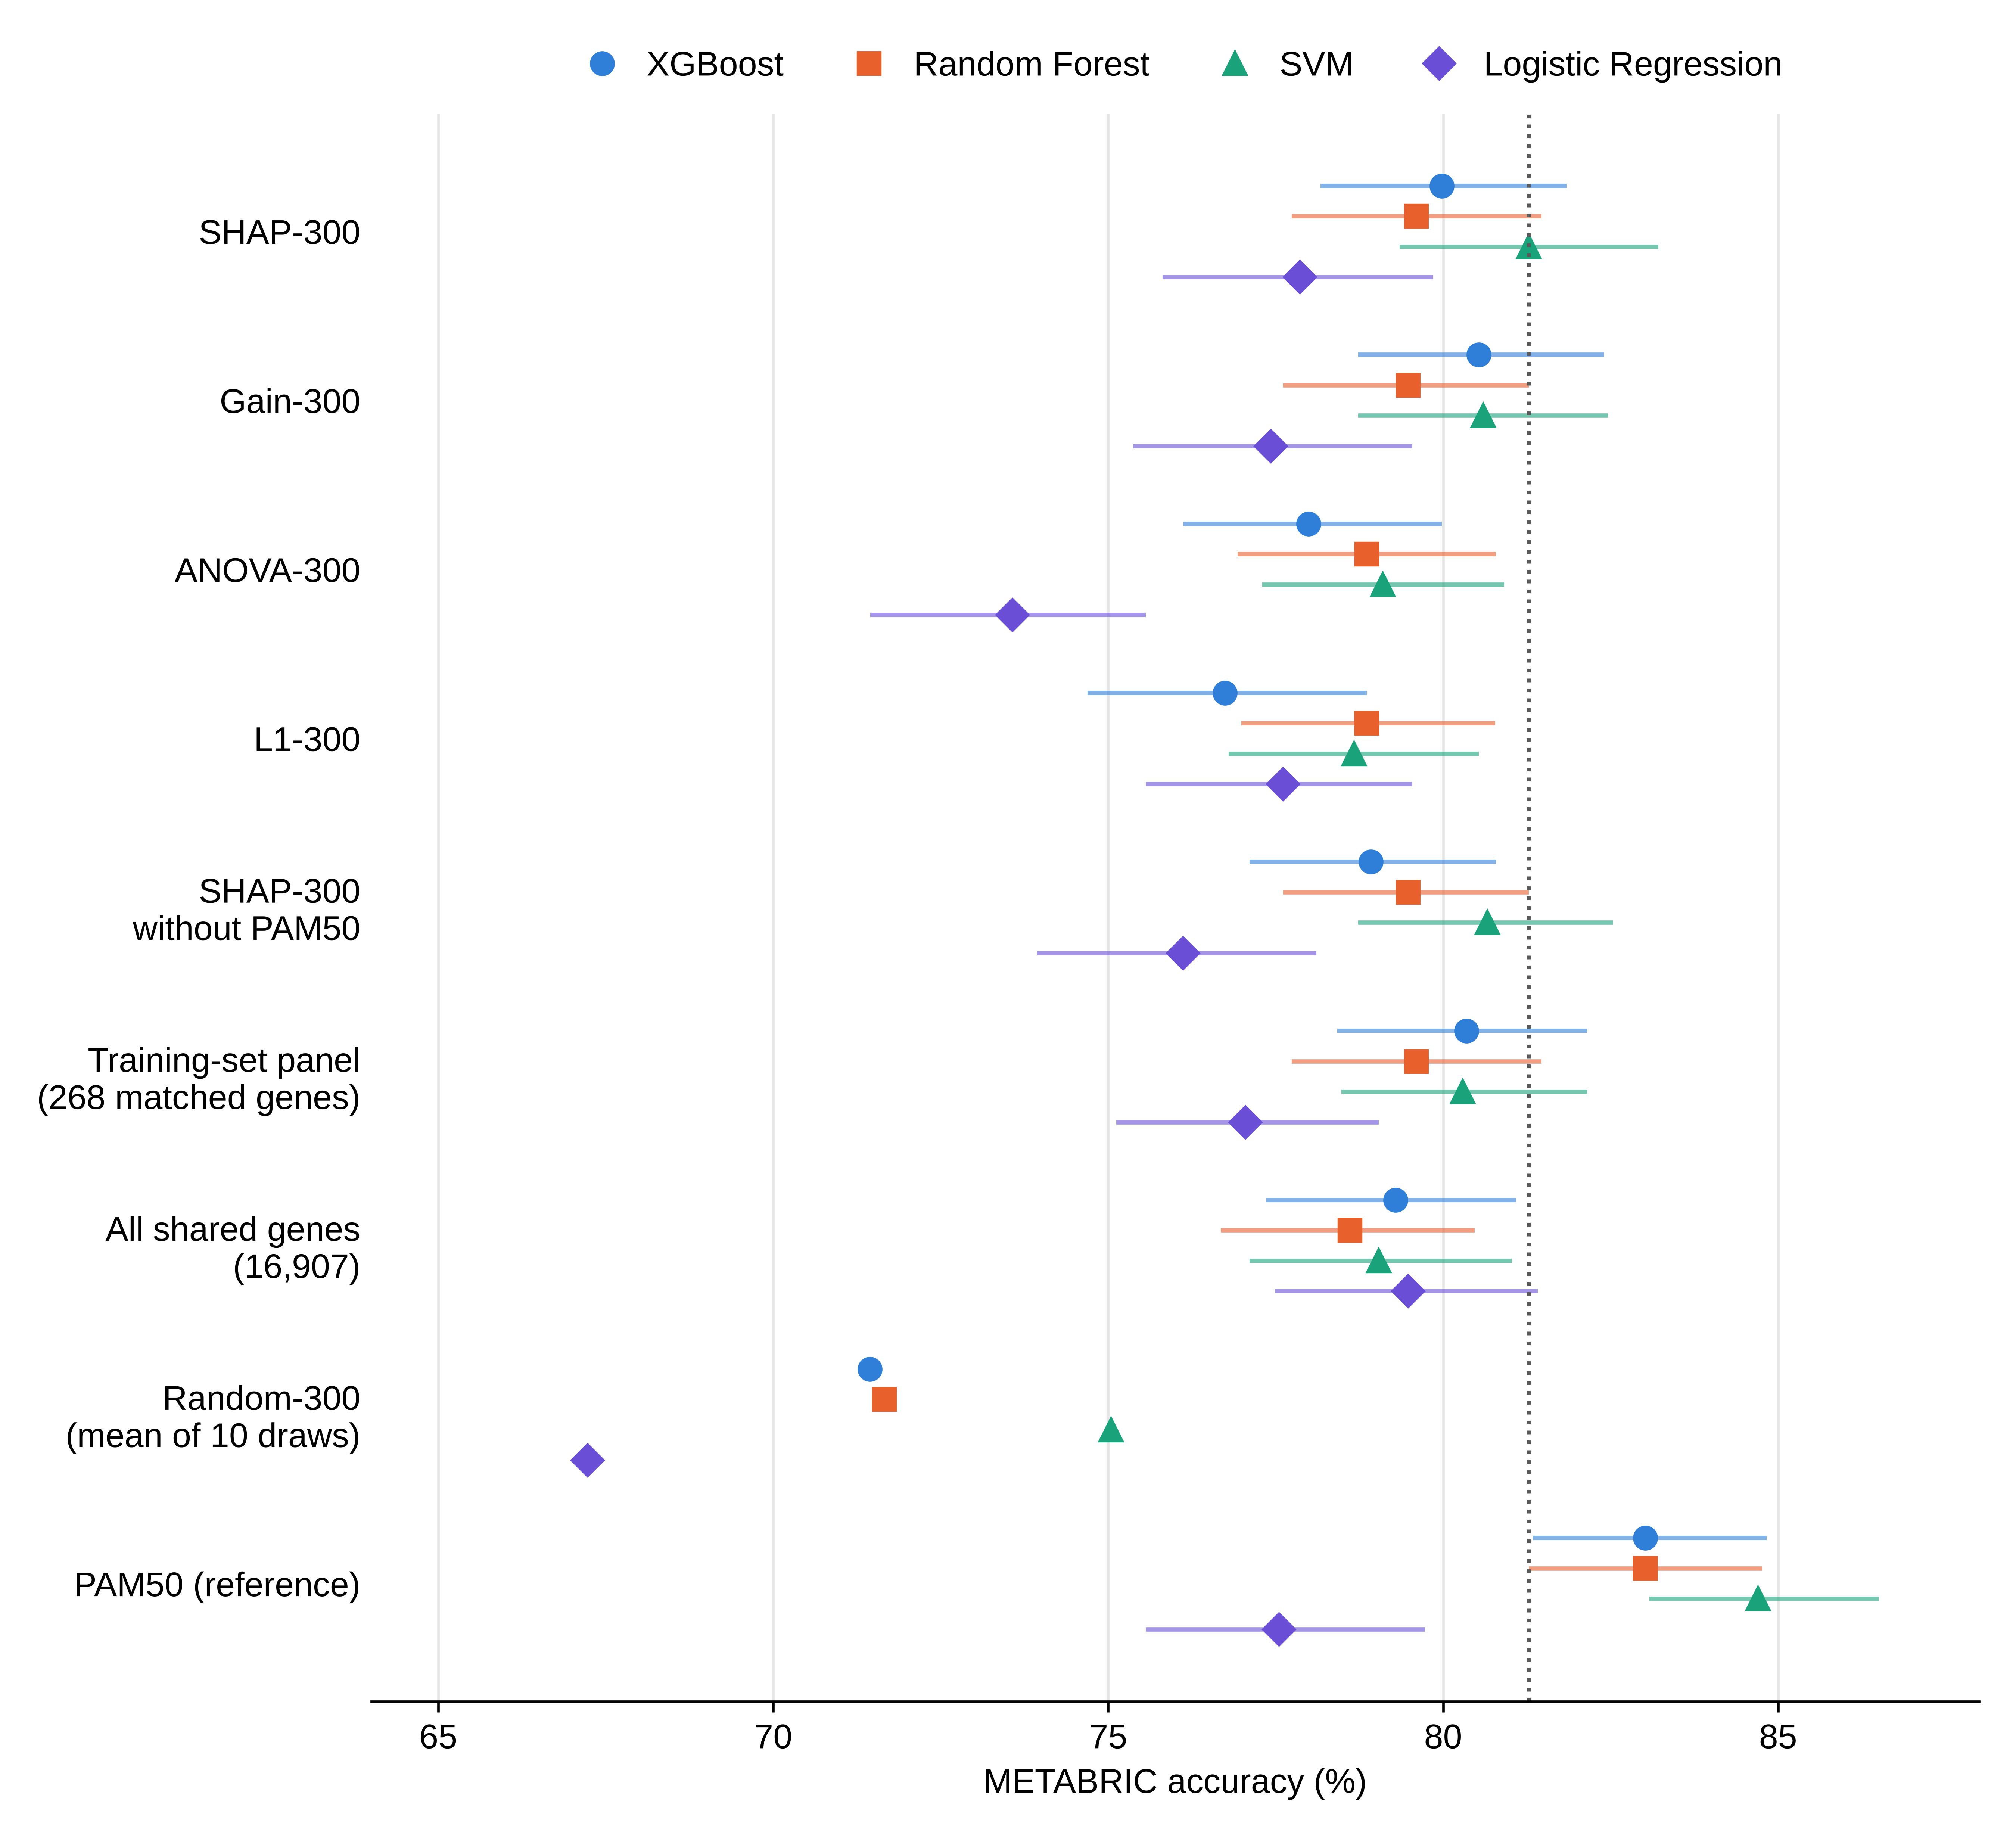 XGBoost Random Forest SVM Logistic Regression
SHAP-300
Gain-300
ANOVA-300
L1-300
SHAP-300
without PAM50
Training-set panel
(268 matched genes)
All shared genes
(16,907)
Random-300
(mean of 10 draws)
PAM50 (reference)
65 70 75 80 85
METABRIC accuracy (%)